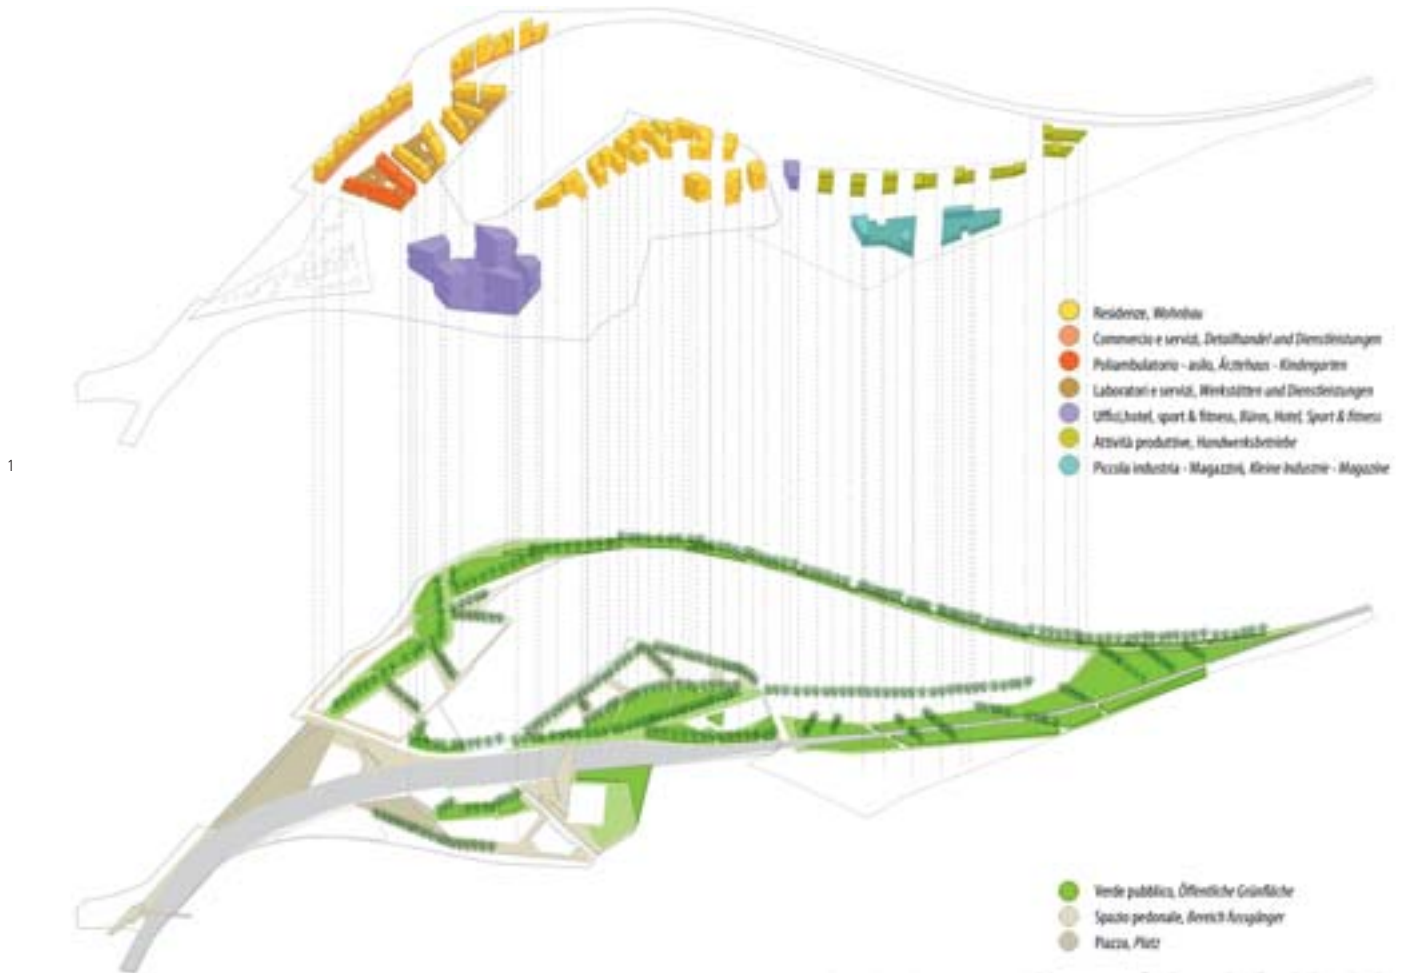 1
Residenze, Wohnbau
Commercio e servizi, Detailhandel und Dienstleistungen
Poliambulatorio - asilo, Ärztehaus - Kindergarten
Laboratori e servizi, Werkstätten und Dienstleistungen
Uffici, hotel, sport & fitness, Büros, Hotel, Sport & fitness
Attività produttive, Handwerksbetriebe
Piccola industria - Magazzini, Kleine Industrie - Magazine
Verde pubblico, Öffentliche Grünfläche
Spazio pedonale, Bereich Fussgänger
Piazza, Platz